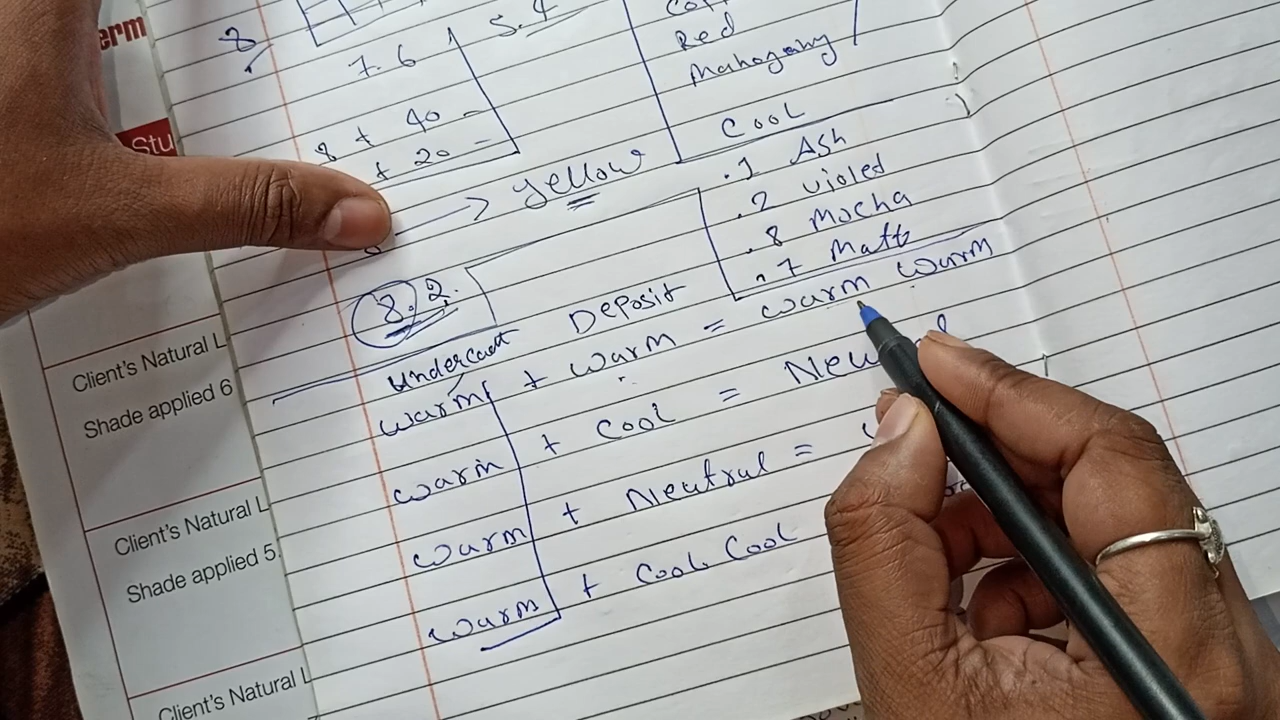 erm
Stu
8
7.6
5.4
Red
Mahogany
8 + 40 -
+ 20 -
Cool
.1 Ash
.2 violed
.8 Mocha
.7 Matt
→ yellow
8.2.
Undercoat Deposit
warm + warm = warm warm
warm + Cool =
warm + Neutral =
warm + Cool. Cool
Client's Natural L
Shade applied 6
Client's Natural L
Shade applied 5.
Client's Natural L